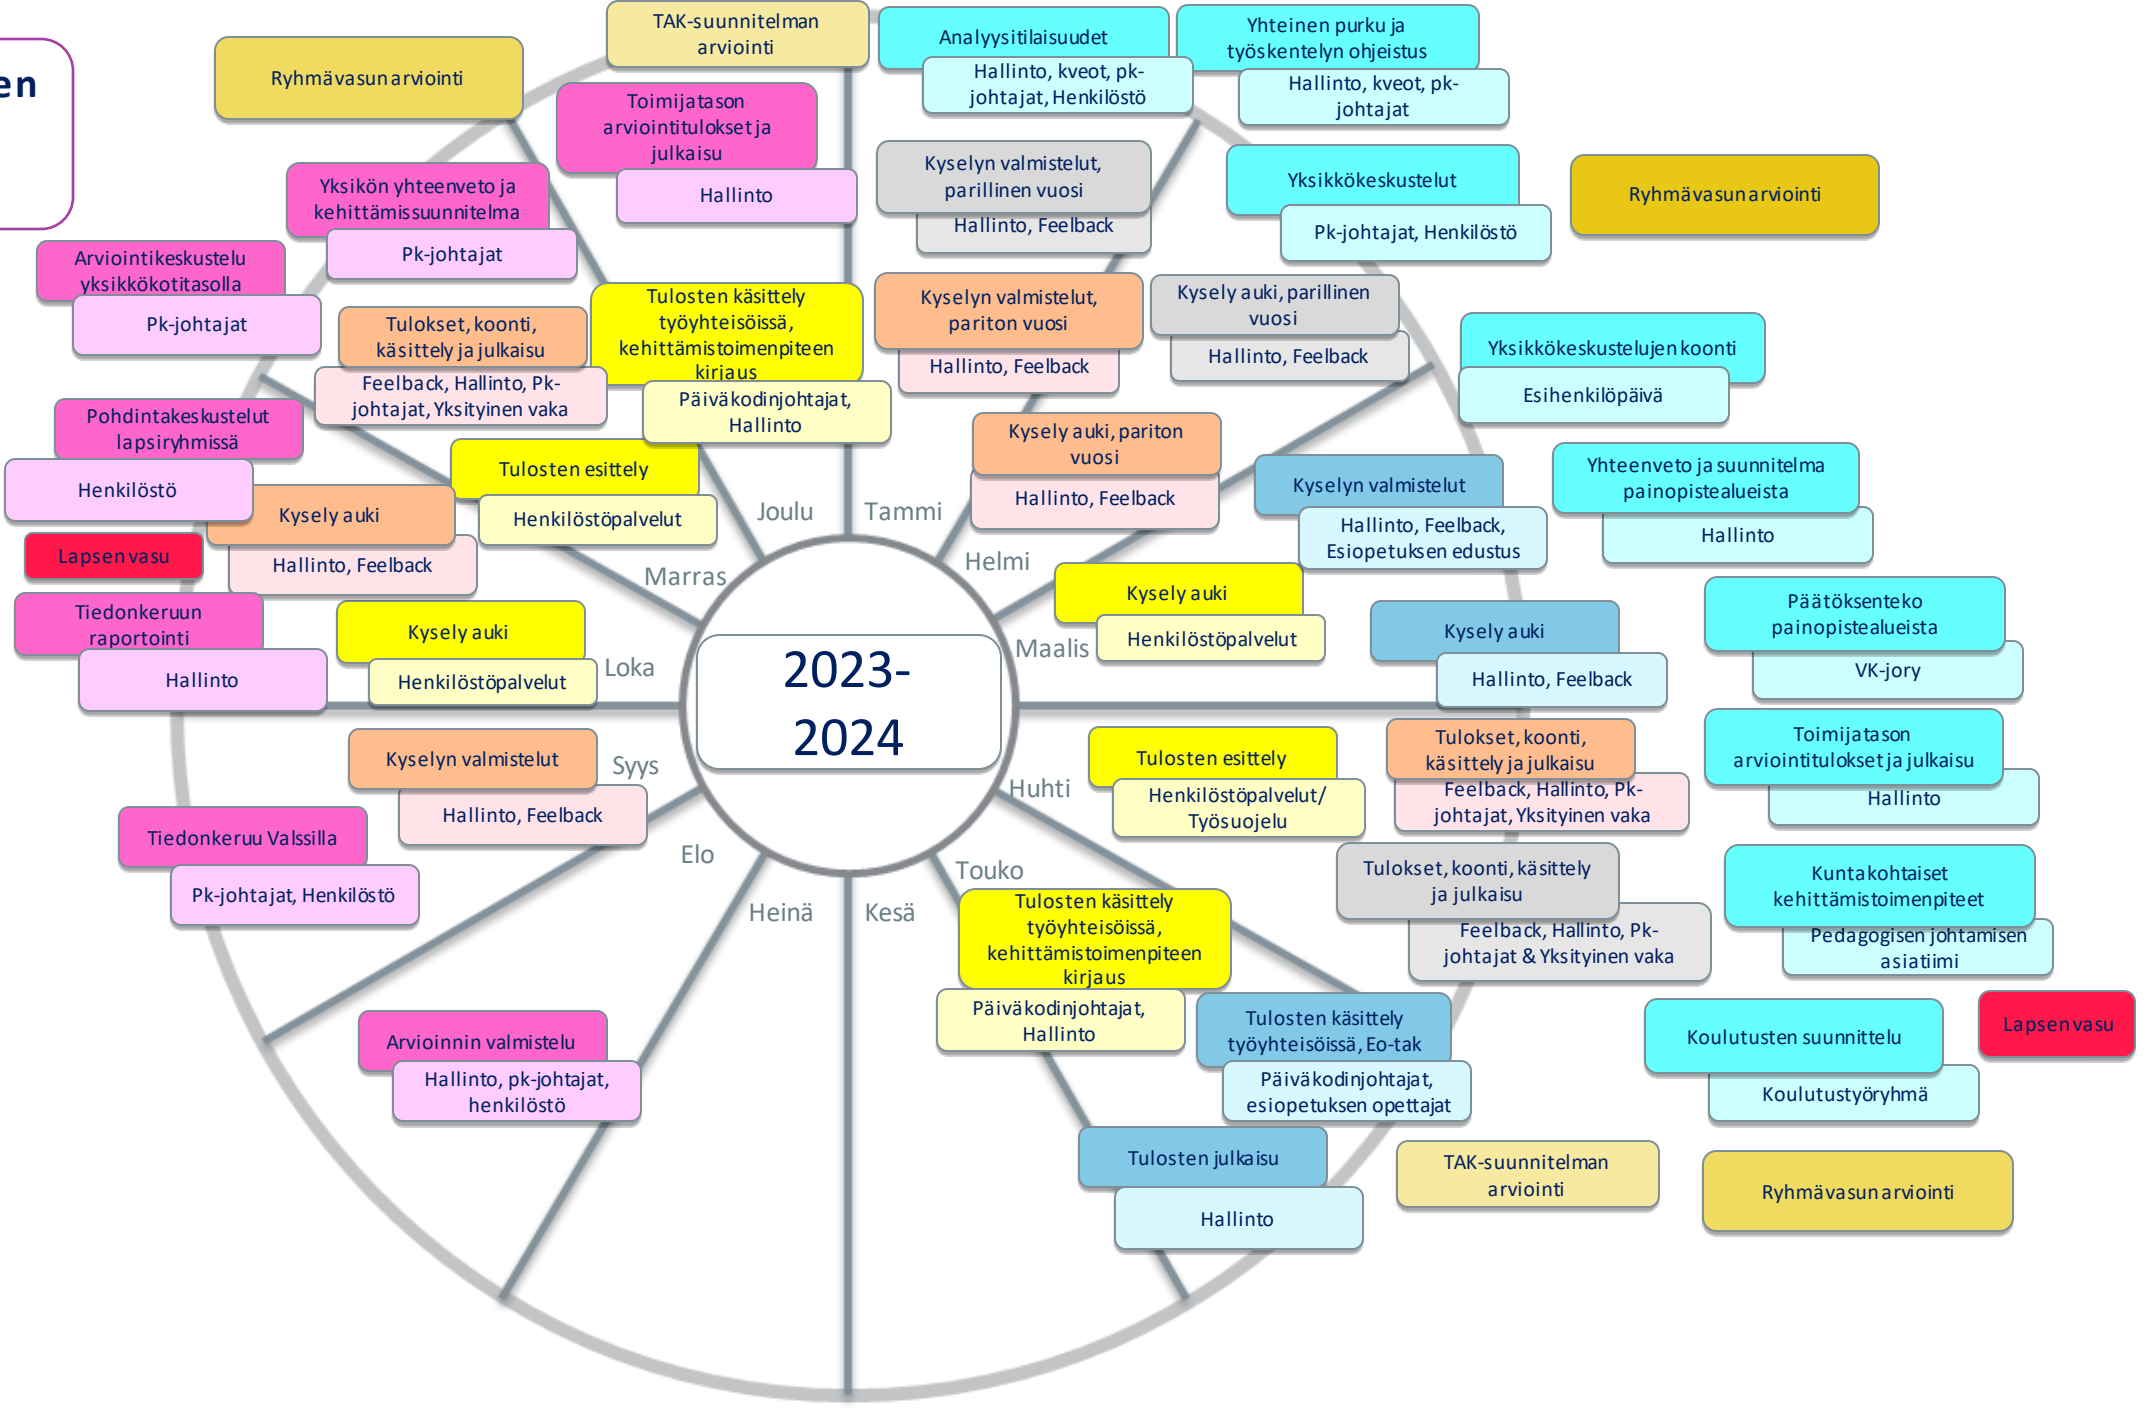 en
TAK-suunnitelman
arviointi
Analyysitilaisuudet
Hallinto, kveot, pk-
johtajat, Henkilöstö
Yhteinen purku ja
työskentelyn ohjeistus
Hallinto, kveot, pk-
johtajat
Ryhmävasun arviointi
Toimijatason
arviointitulokset ja
julkaisu
Hallinto
Kyselyn valmistelut,
parillinen vuosi
Hallinto, Feelback
Yksikkökeskustelut
Pk-johtajat, Henkilöstö
Ryhmävasun arviointi
Yksikön yhteenveto ja
kehittämissuunnitelma
Pk-johtajat
Arviointikeskustelu
yksikkökotitasolla
Pk-johtajat
Tulokset, koonti,
käsittely ja julkaisu
Feelback, Hallinto, Pk-
johtajat, Yksityinen vaka
Tulosten käsittely
työyhteisöissä,
kehittämistoimenpiteen
kirjaus
Päiväkodinjohtajat,
Hallinto
Kyselyn valmistelut,
pariton vuosi
Hallinto, Feelback
Kysely auki, parillinen
vuosi
Hallinto, Feelback
Yksikkökeskustelujen koonti
Esihenkilöpäivä
Pohdintakeskustelut
lapsiryhmissä
Henkilöstö
Tulosten esittely
Henkilöstöpalvelut
Kysely auki, pariton
vuosi
Hallinto, Feelback
Kyselyn valmistelut
Hallinto, Feelback,
Esiopetuksen edustus
Yhteenveto ja suunnitelma
painopistealueista
Hallinto
Kysely auki
Hallinto, Feelback
Lapsen vasu
Joulu
Tammi
Marras
Helmi
Kysely auki
Henkilöstöpalvelut
Kysely auki
Hallinto, Feelback
Päätöksenteko
painopistealueista
VK-jory
Tiedonkeruun
raportointi
Hallinto
Kysely auki
Henkilöstöpalvelut
Loka
Maalis
2023-
2024
Kyselyn valmistelut
Hallinto, Feelback
Syys
Huhti
Tulosten esittely
Henkilöstöpalvelut/
Työsuojelu
Tulokset, koonti,
käsittely ja julkaisu
Feelback, Hallinto, Pk-
johtajat, Yksityinen vaka
Toimijatason
arviointitulokset ja julkaisu
Hallinto
Tiedonkeruu Valssilla
Pk-johtajat, Henkilöstö
Elo
Touko
Heinä
Kesä
Tulokset, koonti, käsittely
ja julkaisu
Feelback, Hallinto, Pk-
johtajat & Yksityinen vaka
Kuntakohtaiset
kehittämistoimenpiteet
Pedagogisen johtamisen
asiatiimi
Tulosten käsittely
työyhteisöissä,
kehittämistoimenpiteen
kirjaus
Päiväkodinjohtajat,
Hallinto
Tulosten käsittely
työyhteisöissä, Eo-tak
Päiväkodinjohtajat,
esiopetuksen opettajat
Koulutusten suunnittelu
Koulutustyöryhmä
Lapsen vasu
Arvioinnin valmistelu
Hallinto, pk-johtajat,
henkilöstö
Tulosten julkaisu
Hallinto
TAK-suunnitelman
arviointi
Ryhmävasun arviointi